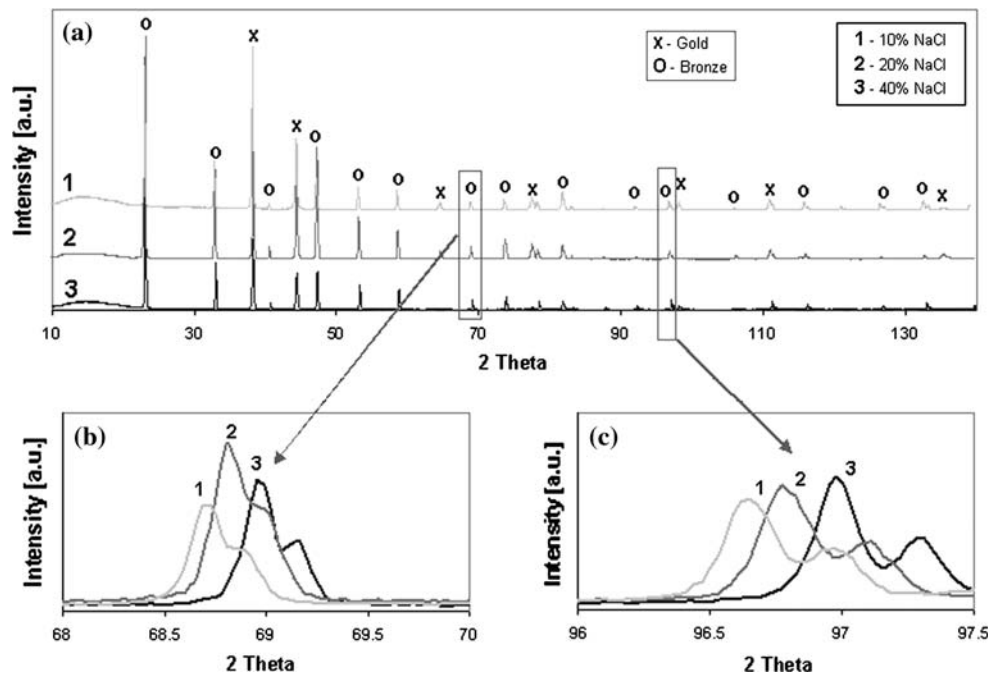 (a)
Intensity [a.u.]
O X O X O O O O X O O X O O O X O X O O O X
X - Gold
O - Bronze
1 - 10% NaCl
2 - 20% NaCl
3 - 40% NaCl
1
2
3
10 30 50 70 90 110 130
2 Theta
(b)
Intensity [a.u.]
1 2 3
68 68.5 69 69.5 70
2 Theta
(c)
Intensity [a.u.]
1 2 3
96 96.5 97 97.5
2 Theta